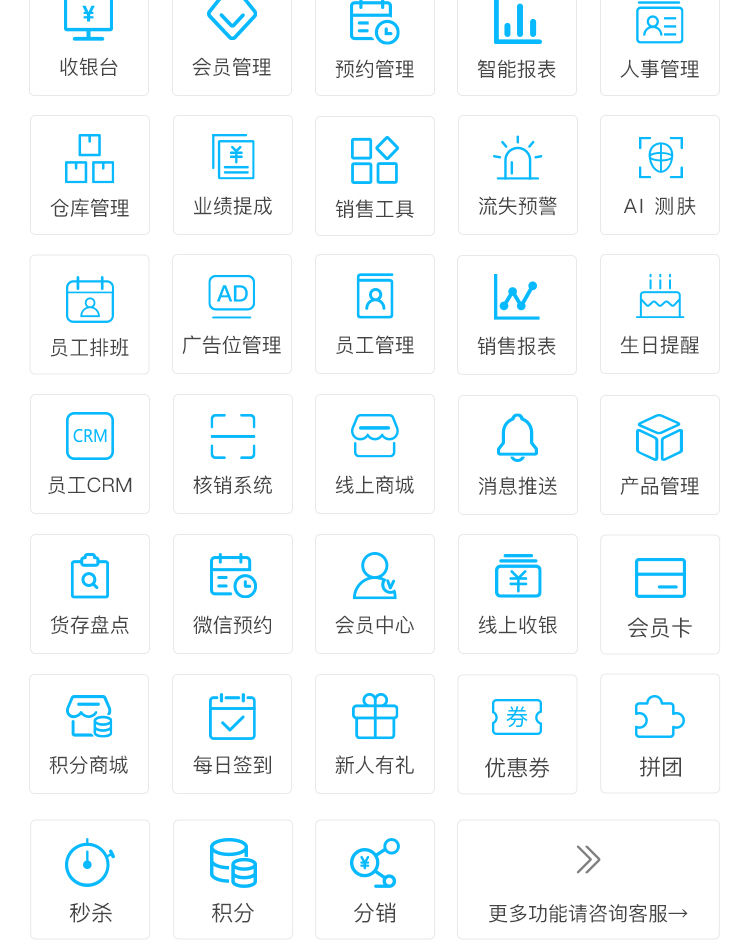 ¥
收银台
会员管理
预约管理
智能报表
人事管理
仓库管理
¥
业绩提成
销售工具
流失预警
AI 测肤
员工排班
AD
广告位管理
员工管理
销售报表
生日提醒
CRM
员工CRM
核销系统
线上商城
消息推送
产品管理
货存盘点
微信预约
会员中心
¥
线上收银
会员卡
积分商城
每日签到
新人有礼
券
优惠券
拼团
秒杀
积分
¥
分销
更多功能请咨询客服→